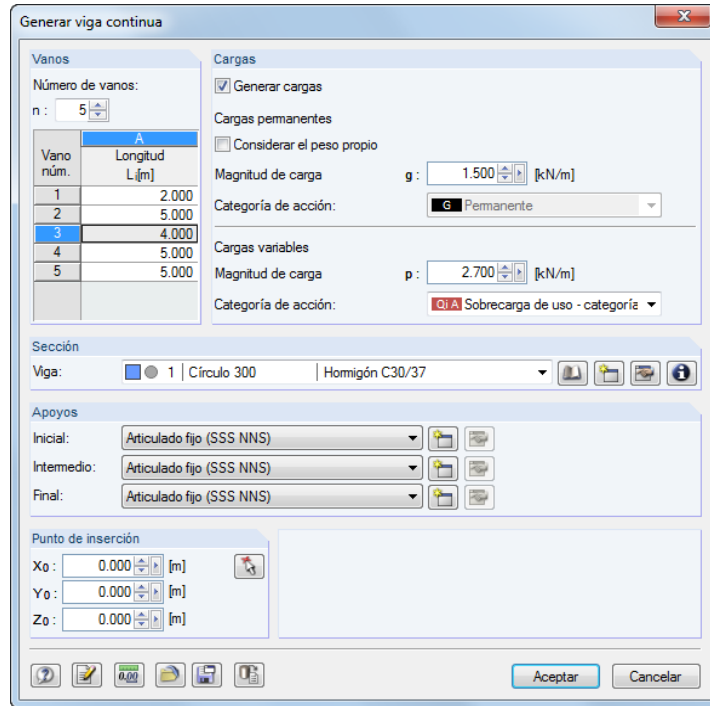 Generar viga continua
Vanos
Número de vanos:
n : 5
A
Vano núm. Longitud Li[m]
1 2.000
2 5.000
3 4.000
4 5.000
5 5.000
Cargas
Generar cargas
Cargas permanentes
Considerar el peso propio
Magnitud de carga g : 1.500 [kN/m]
Categoría de acción: G Permanente
Cargas variables
Magnitud de carga p : 2.700 [kN/m]
Categoría de acción: Qi A Sobrecarga de uso - categoría
Sección
Viga: 1 Círculo 300 Hormigón C30/37
Apoyos
Inicial: Articulado fijo (SSS NNS)
Intermedio: Articulado fijo (SSS NNS)
Final: Articulado fijo (SSS NNS)
Punto de inserción
X0 : 0.000 [m]
Y0 : 0.000 [m]
Z0 : 0.000 [m]
0.00
Aceptar Cancelar